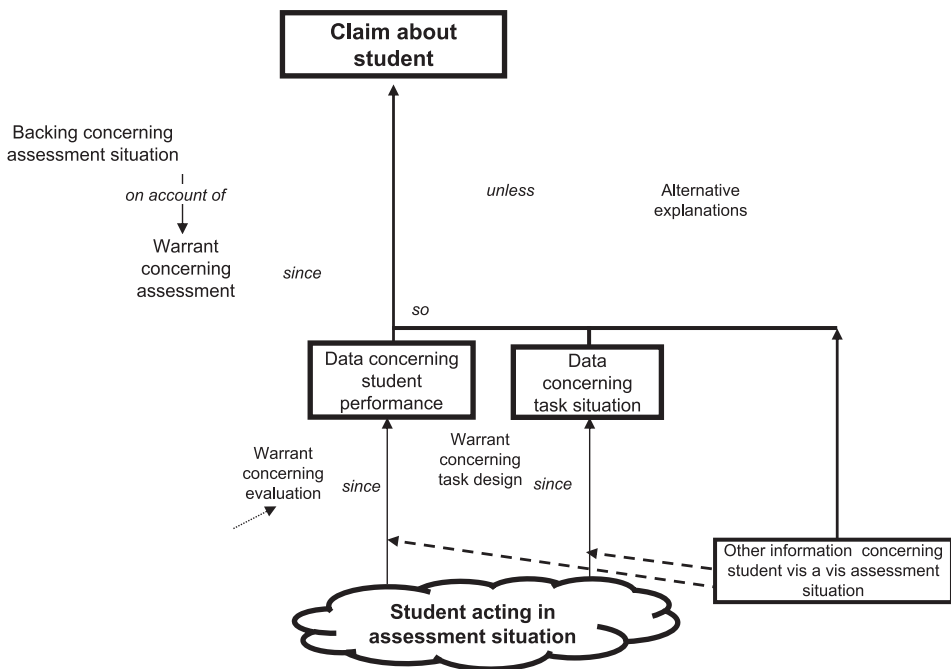 Claim about
student
Backing concerning
assessment situation
on account of
unless
Alternative
explanations
Warrant
concerning
assessment
since
so
Data concerning
student
performance
Data
concerning
task situation
Warrant
concerning
evaluation
since
Warrant
concerning
task design
since
Other information concerning
student vis a vis assessment
situation
Student acting in
assessment situation